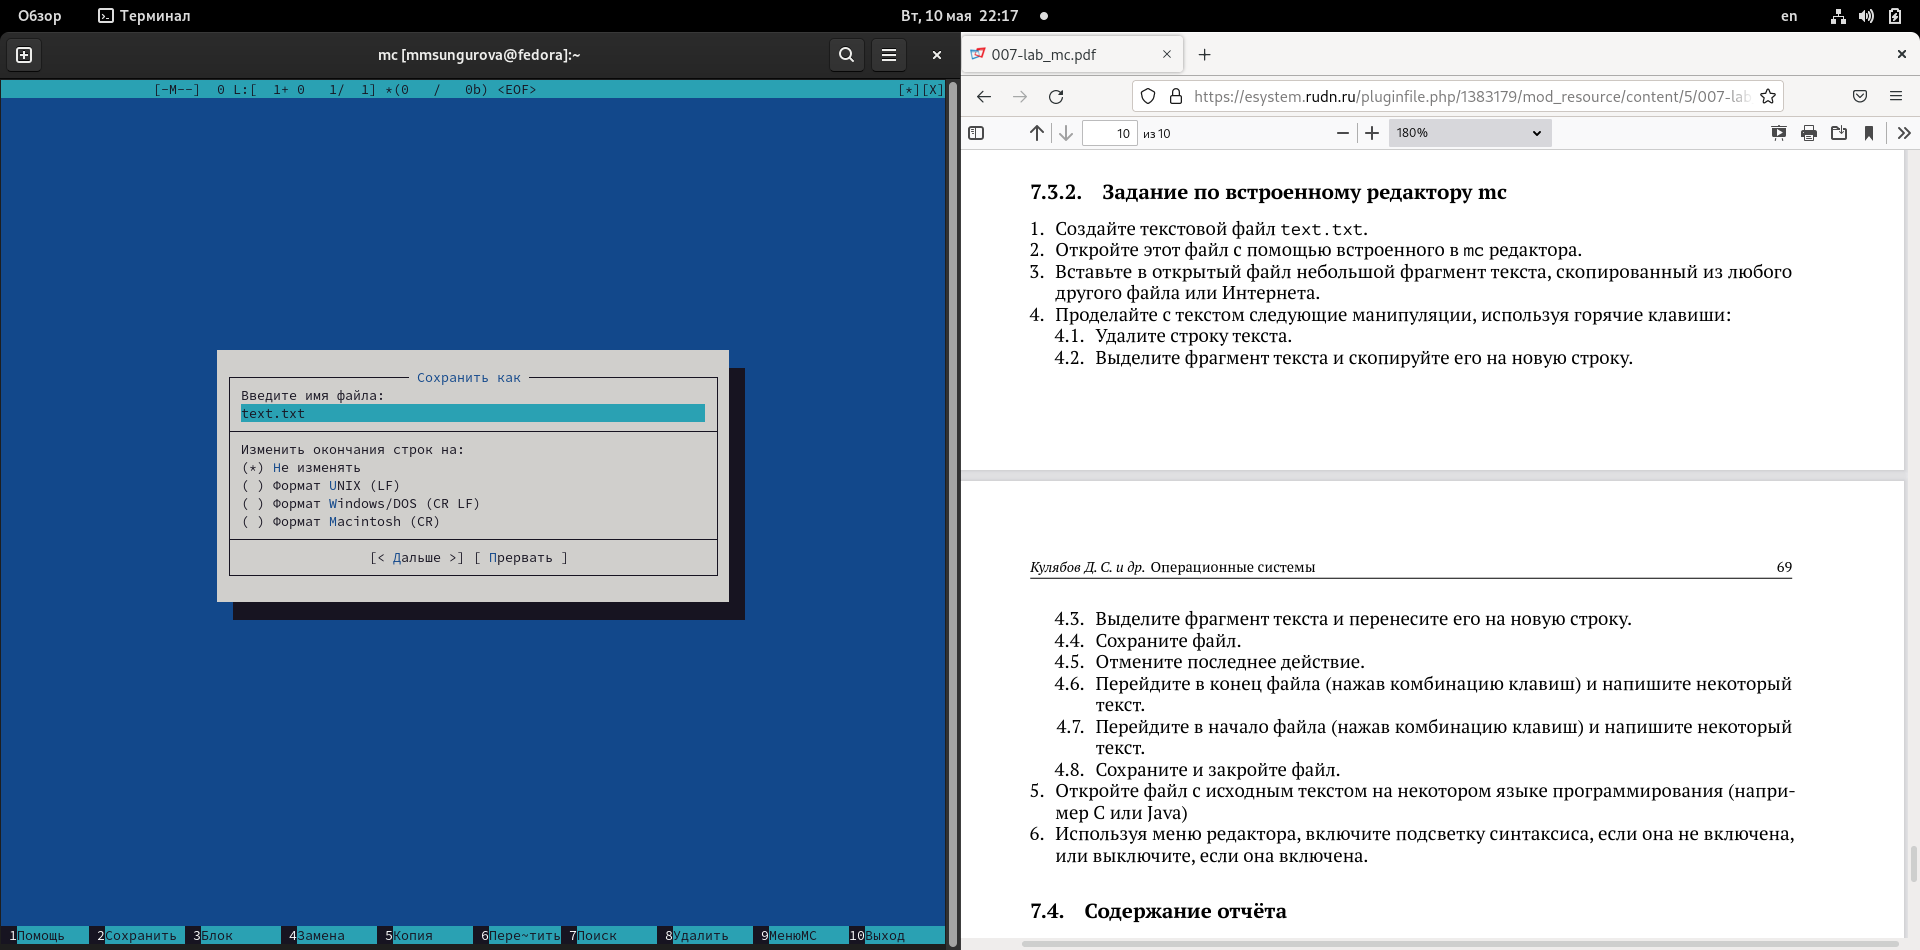 Обзор Терминал Вт, 10 мая 22:17 en
mc [mmsungurova@fedora]:~
[-M--] 0 L:[ 1+ 0 1/ 1] *(0 / 0b) <EOF> [*][X]
Сохранить как
Введите имя файла:
text.txt
Изменить окончания строк на:
(*) Не изменять
( ) Формат UNIX (LF)
( ) Формат Windows/DOS (CR LF)
( ) Формат Macintosh (CR)
[< Дальше >] [ Прервать ]
1Помощь 2Сохранить 3Блок 4Замена 5Копия 6Пере~тить 7Поиск 8Удалить 9МенюMC 10Выход
007-lab_mc.pdf
https://esystem.rudn.ru/pluginfile.php/1383179/mod_resource/content/5/007-lab
10 из 10 180%
7.3.2. Задание по встроенному редактору mc
1. Создайте текстовой файл text.txt.
2. Откройте этот файл с помощью встроенного в mc редактора.
3. Вставьте в открытый файл небольшой фрагмент текста, скопированный из любого
другого файла или Интернета.
4. Проделайте с текстом следующие манипуляции, используя горячие клавиши:
4.1. Удалите строку текста.
4.2. Выделите фрагмент текста и скопируйте его на новую строку.
Кулябов Д. С. и др. Операционные системы 69
4.3. Выделите фрагмент текста и перенесите его на новую строку.
4.4. Сохраните файл.
4.5. Отмените последнее действие.
4.6. Перейдите в конец файла (нажав комбинацию клавиш) и напишите некоторый
текст.
4.7. Перейдите в начало файла (нажав комбинацию клавиш) и напишите некоторый
текст.
4.8. Сохраните и закройте файл.
5. Откройте файл с исходным текстом на некотором языке программирования (напри-
мер C или Java)
6. Используя меню редактора, включите подсветку синтаксиса, если она не включена,
или выключите, если она включена.
7.4. Содержание отчёта